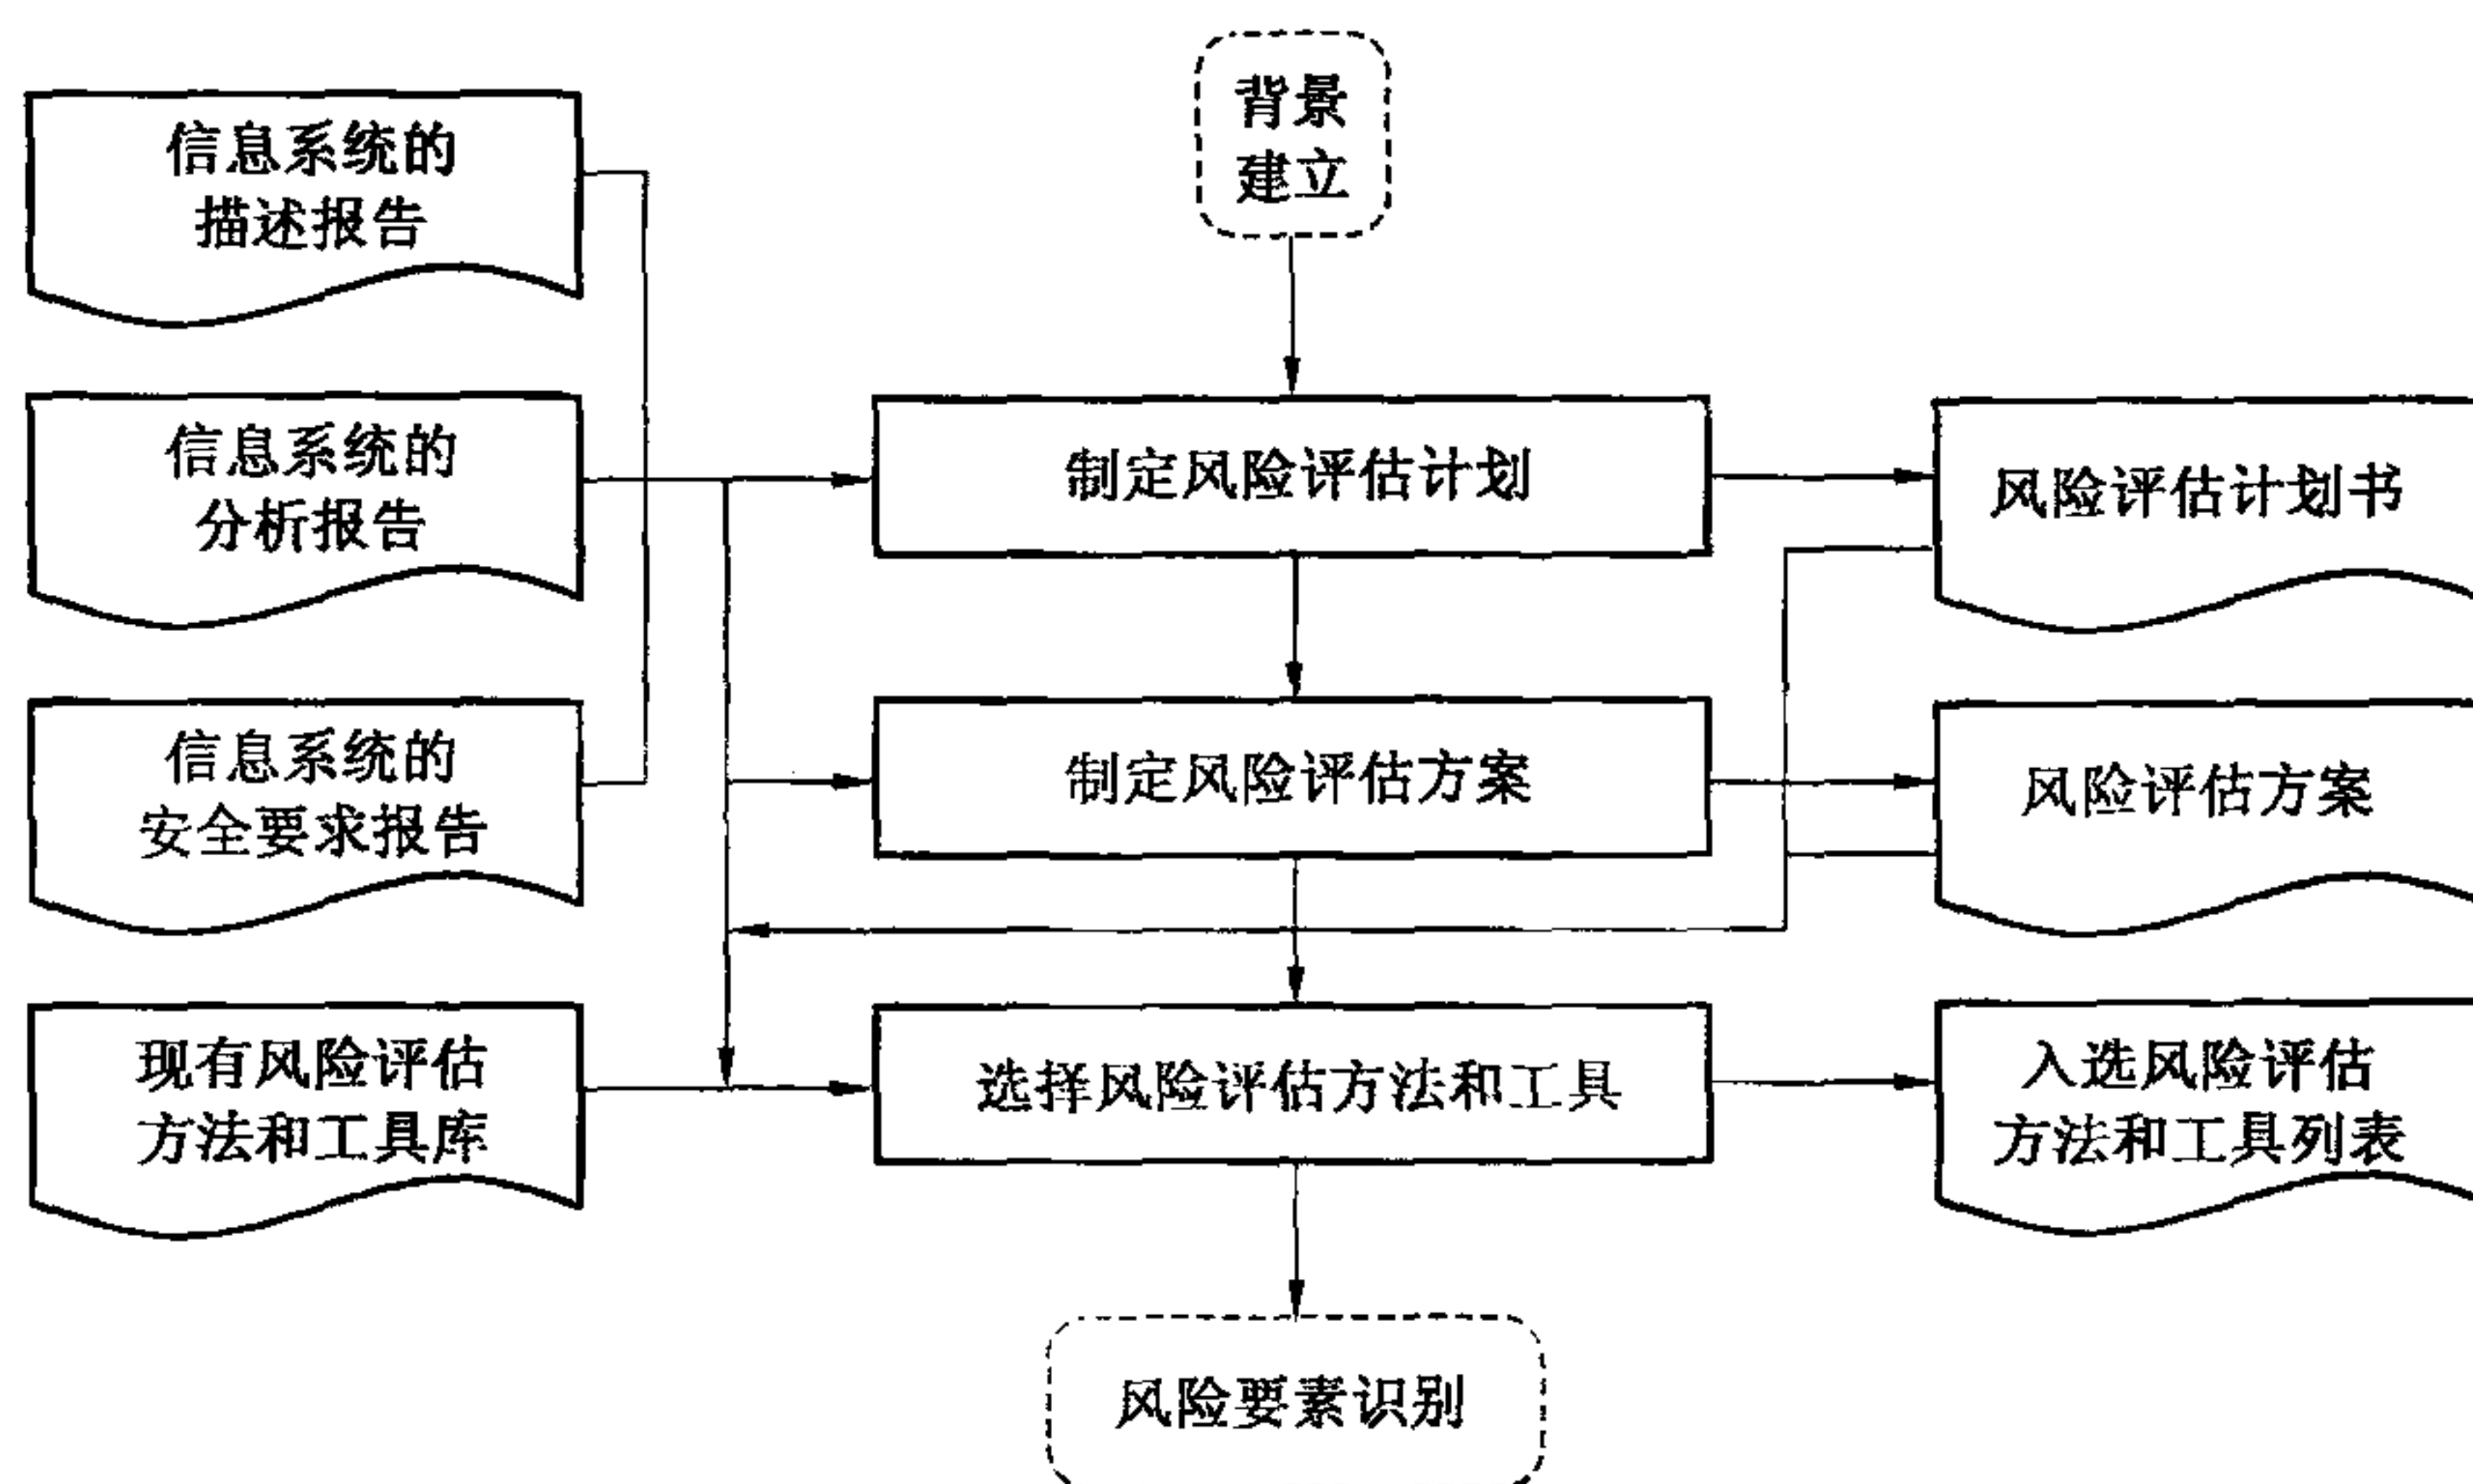 背景
建立
信息系统的
描述报告
信息系统的
分析报告
制定风险评估计划
风险评估计划书
信息系统的
安全要求报告
制定风险评估方案
风险评估方案
现有风险评估
方法和工具库
选择风险评估方法和工具
入选风险评估
方法和工具列表
风险要素识别